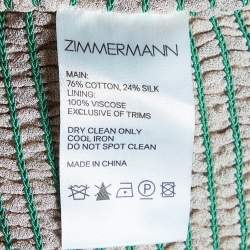 ZIMMERMANN
MAIN:
76% COTTON, 24% SILK
LINING:
100% VISCOSE
EXCLUSIVE OF TRIMS
DRY CLEAN ONLY
COOL IRON
DO NOT SPOT CLEAN
MADE IN CHINA
P